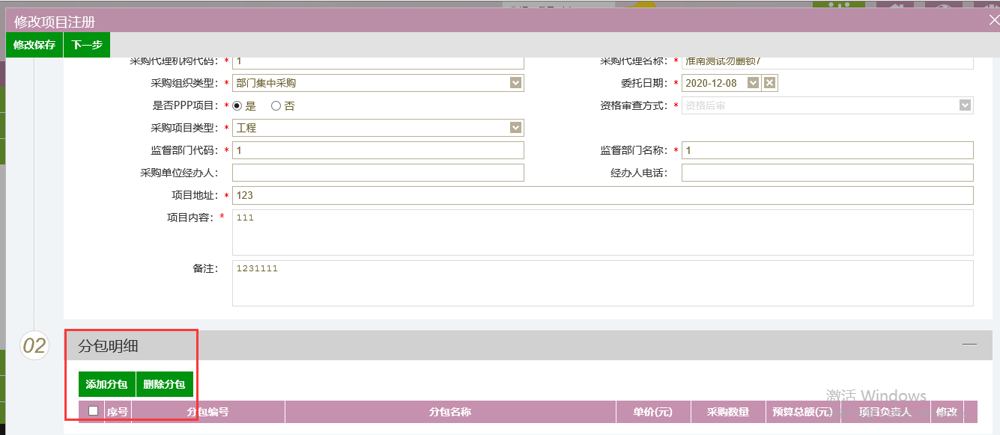 修改项目注册
修改保存 下一步
采购代理机构代码：* 1 采购代理名称：* 淮南测试勿删锁7
采购组织类型：* 部门集中采购 委托日期：* 2020-12-08
是否PPP项目：* 是 否 资格审查方式：* 资格后审
采购项目类型：* 工程
监督部门代码：* 1 监督部门名称：* 1
采购单位经办人： 经办人电话：
项目地址：* 123
项目内容：* 111
备注： 1231111
02 分包明细
添加分包 删除分包
激活 Windows
序号 分包编号 分包名称 单价(元) 采购数量 预算总额(元) 项目负责人 修改